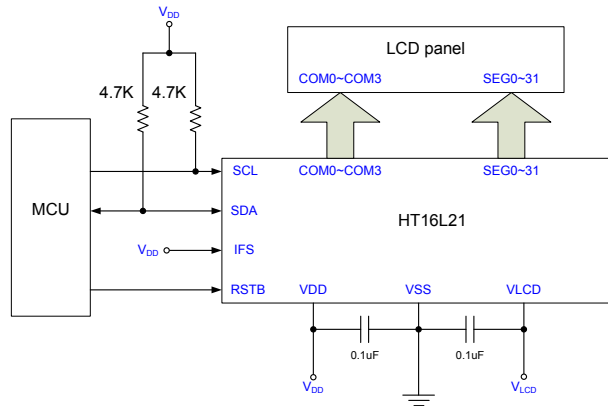 VDD
LCD panel
COM0~COM3 SEG0~31
4.7K 4.7K
MCU
SCL COM0~COM3 SEG0~31
SDA HT16L21
VDD IFS
RSTB VDD VSS VLCD
0.1uF 0.1uF
VDD VLCD